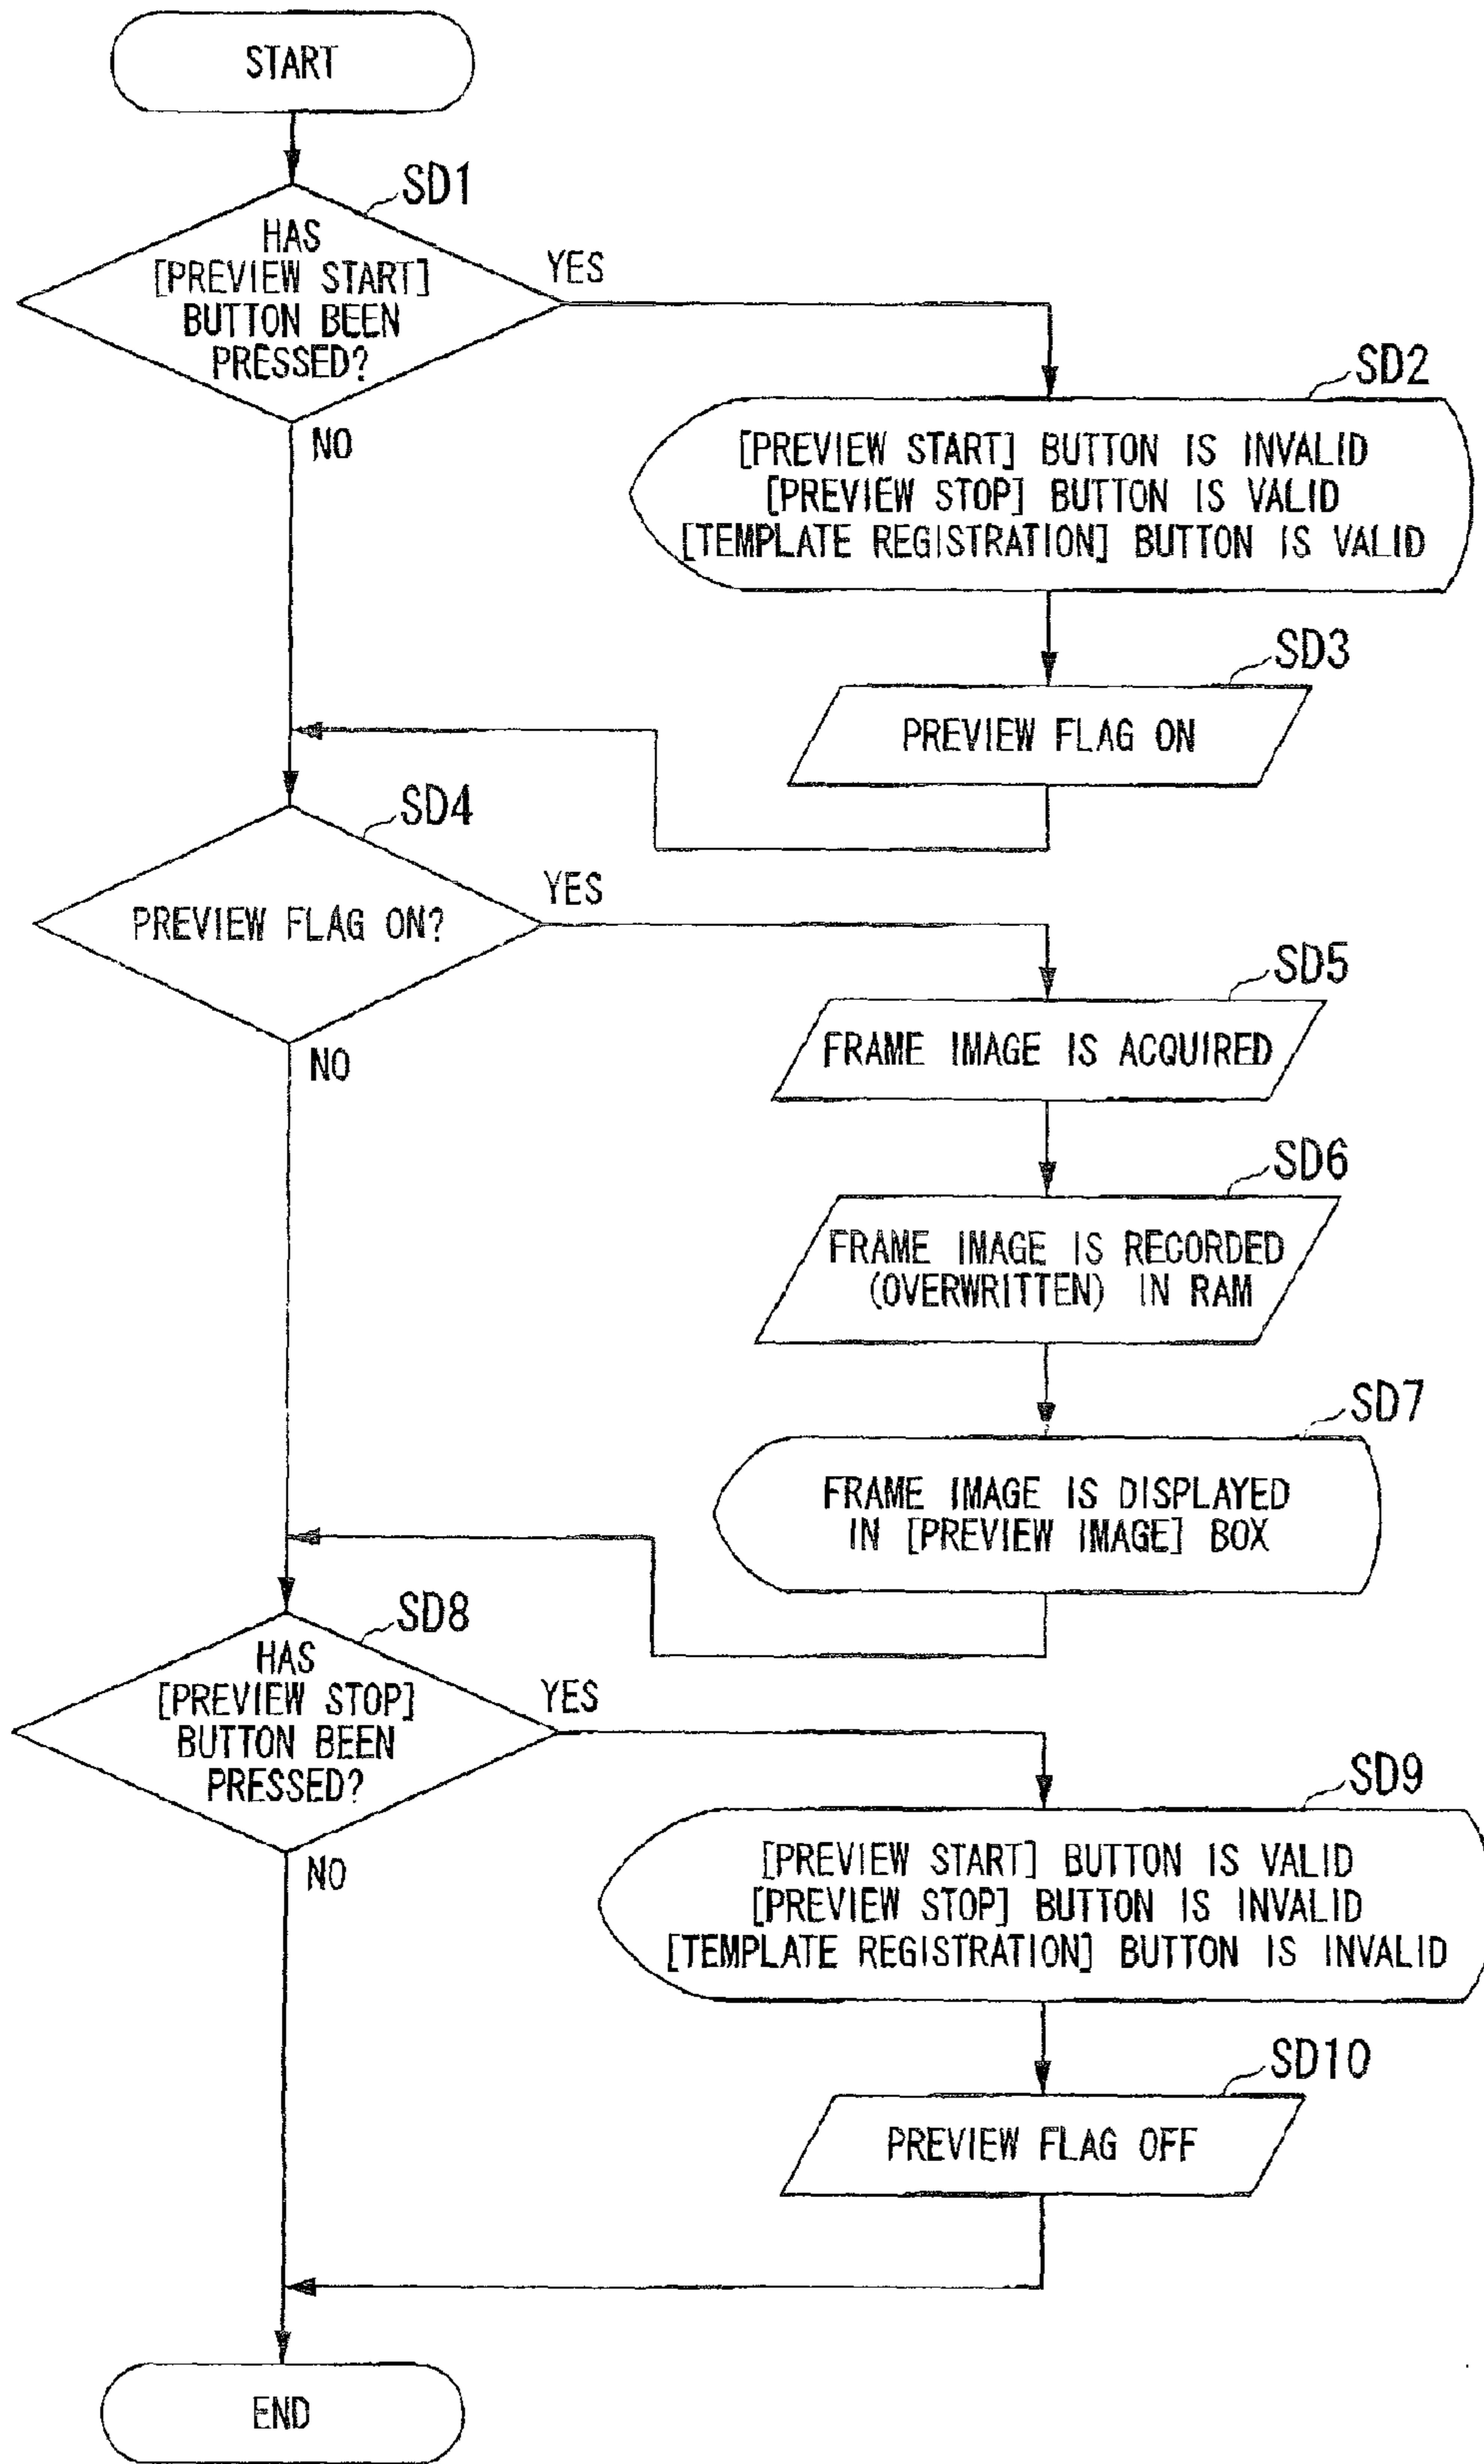 START
SD1
HAS
[PREVIEW START]
BUTTON BEEN
PRESSED?
YES
NO
SD2
[PREVIEW START] BUTTON IS INVALID
[PREVIEW STOP] BUTTON IS VALID
[TEMPLATE REGISTRATION] BUTTON IS VALID
SD3
PREVIEW FLAG ON
SD4
PREVIEW FLAG ON?
YES
NO
SD5
FRAME IMAGE IS ACQUIRED
SD6
FRAME IMAGE IS RECORDED
(OVERWRITTEN) IN RAM
SD7
FRAME IMAGE IS DISPLAYED
IN [PREVIEW IMAGE] BOX
SD8
HAS
[PREVIEW STOP]
BUTTON BEEN
PRESSED?
YES
NO
SD9
[PREVIEW START] BUTTON IS VALID
[PREVIEW STOP] BUTTON IS INVALID
[TEMPLATE REGISTRATION] BUTTON IS INVALID
SD10
PREVIEW FLAG OFF
END